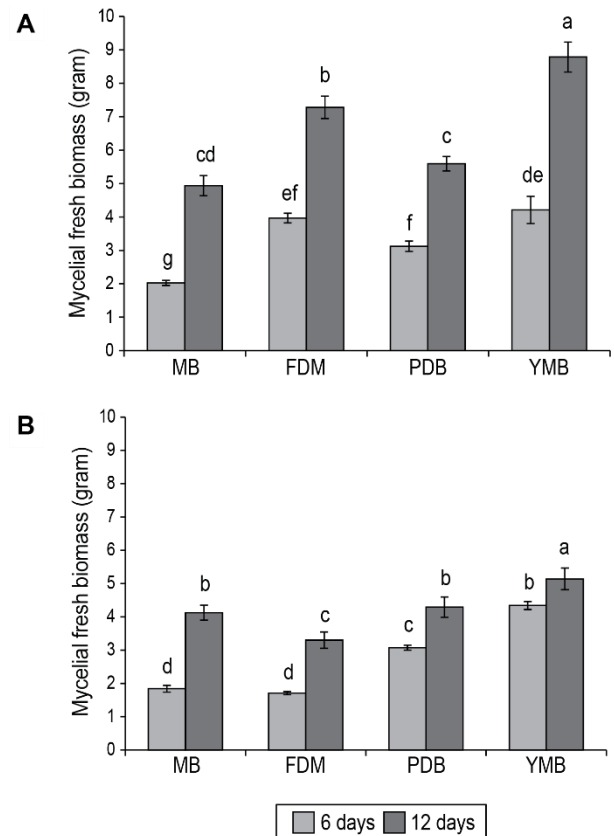 A
Mycelial fresh biomass (gram)
10
9
8
7
6
5
4
3
2
1
0
g
cd
ef
b
f
c
de
a
MB FDM PDB YMB
B
Mycelial fresh biomass (gram)
10
9
8
7
6
5
4
3
2
1
0
d
b
d
c
c
b
b
a
MB FDM PDB YMB
6 days 12 days